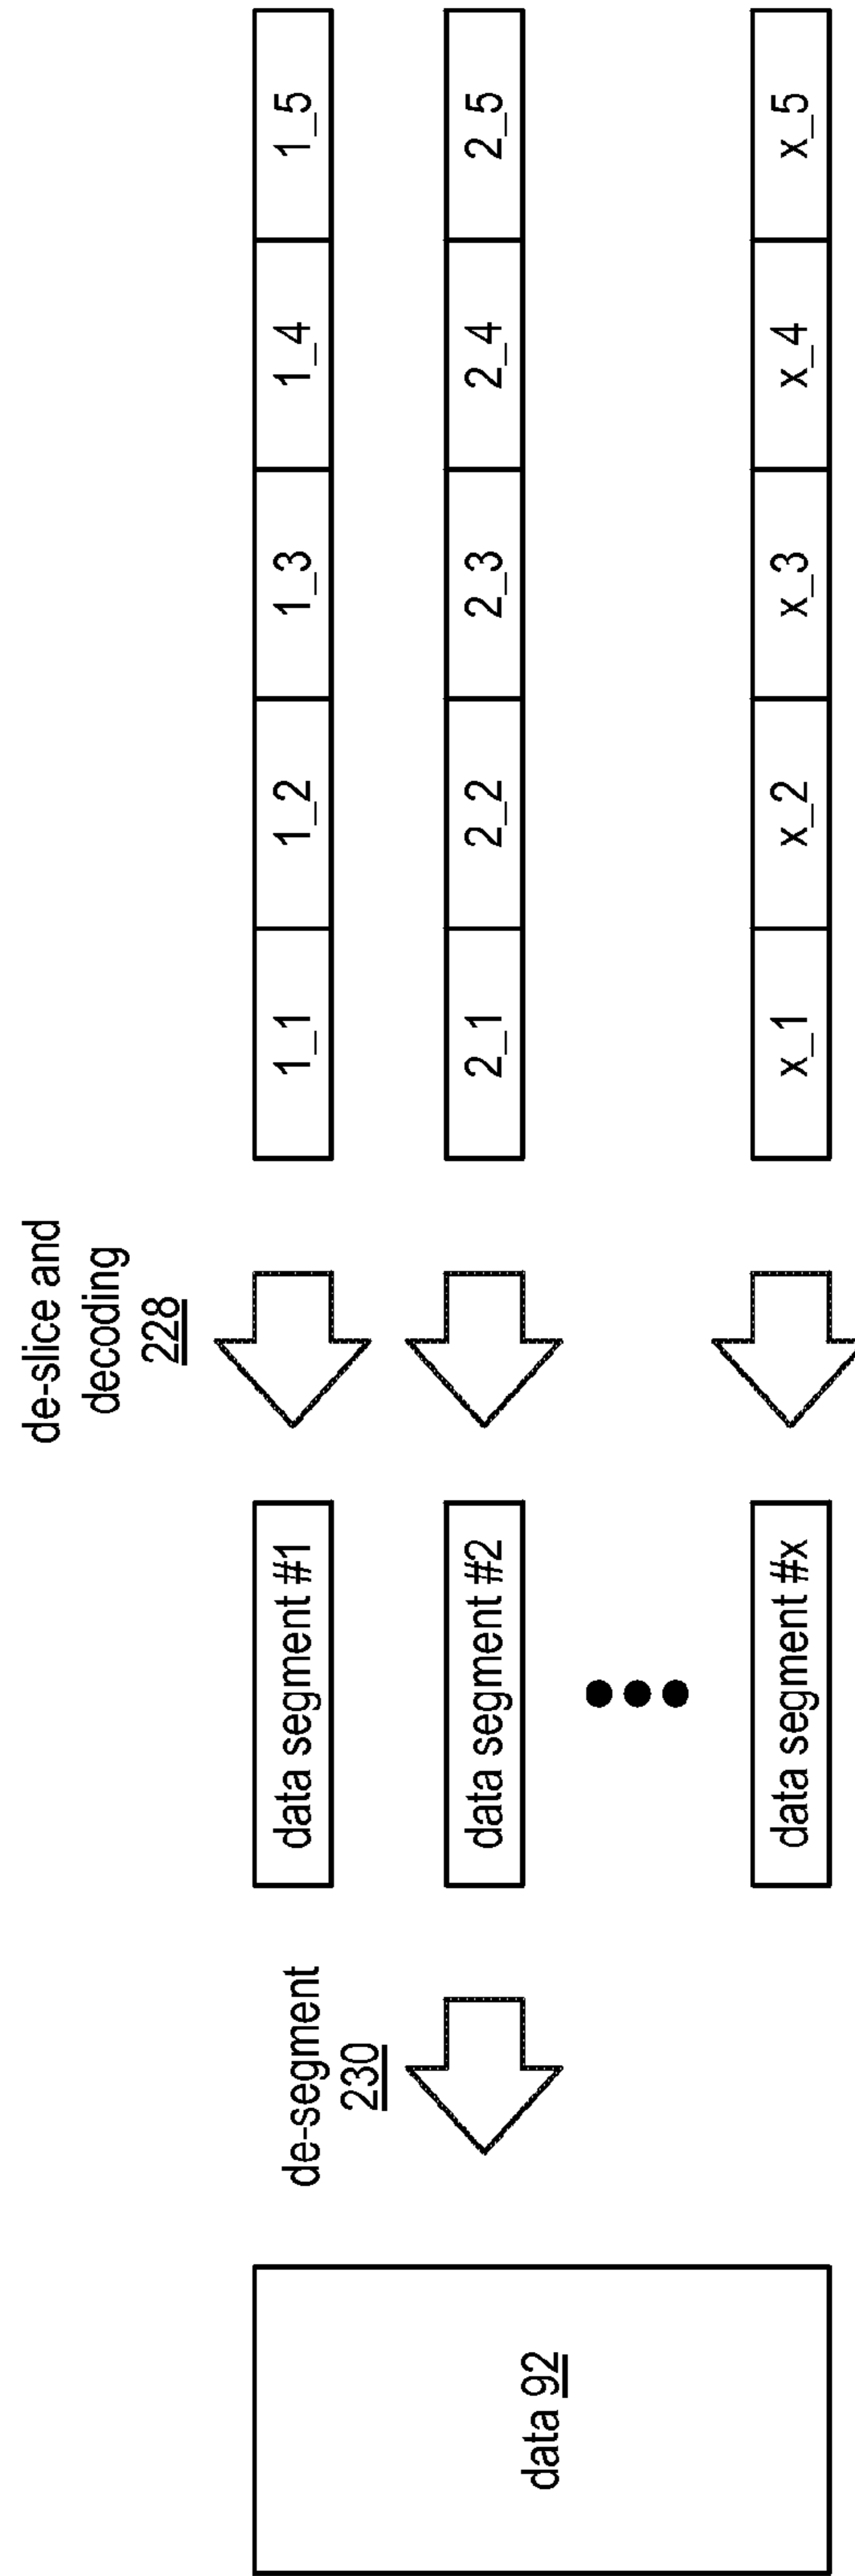 de-slice and
decoding
228
de-segment
230
data 92
data segment #1
1_1 1_2 1_3 1_4 1_5
data segment #2
2_1 2_2 2_3 2_4 2_5
data segment #x
x_1 x_2 x_3 x_4 x_5